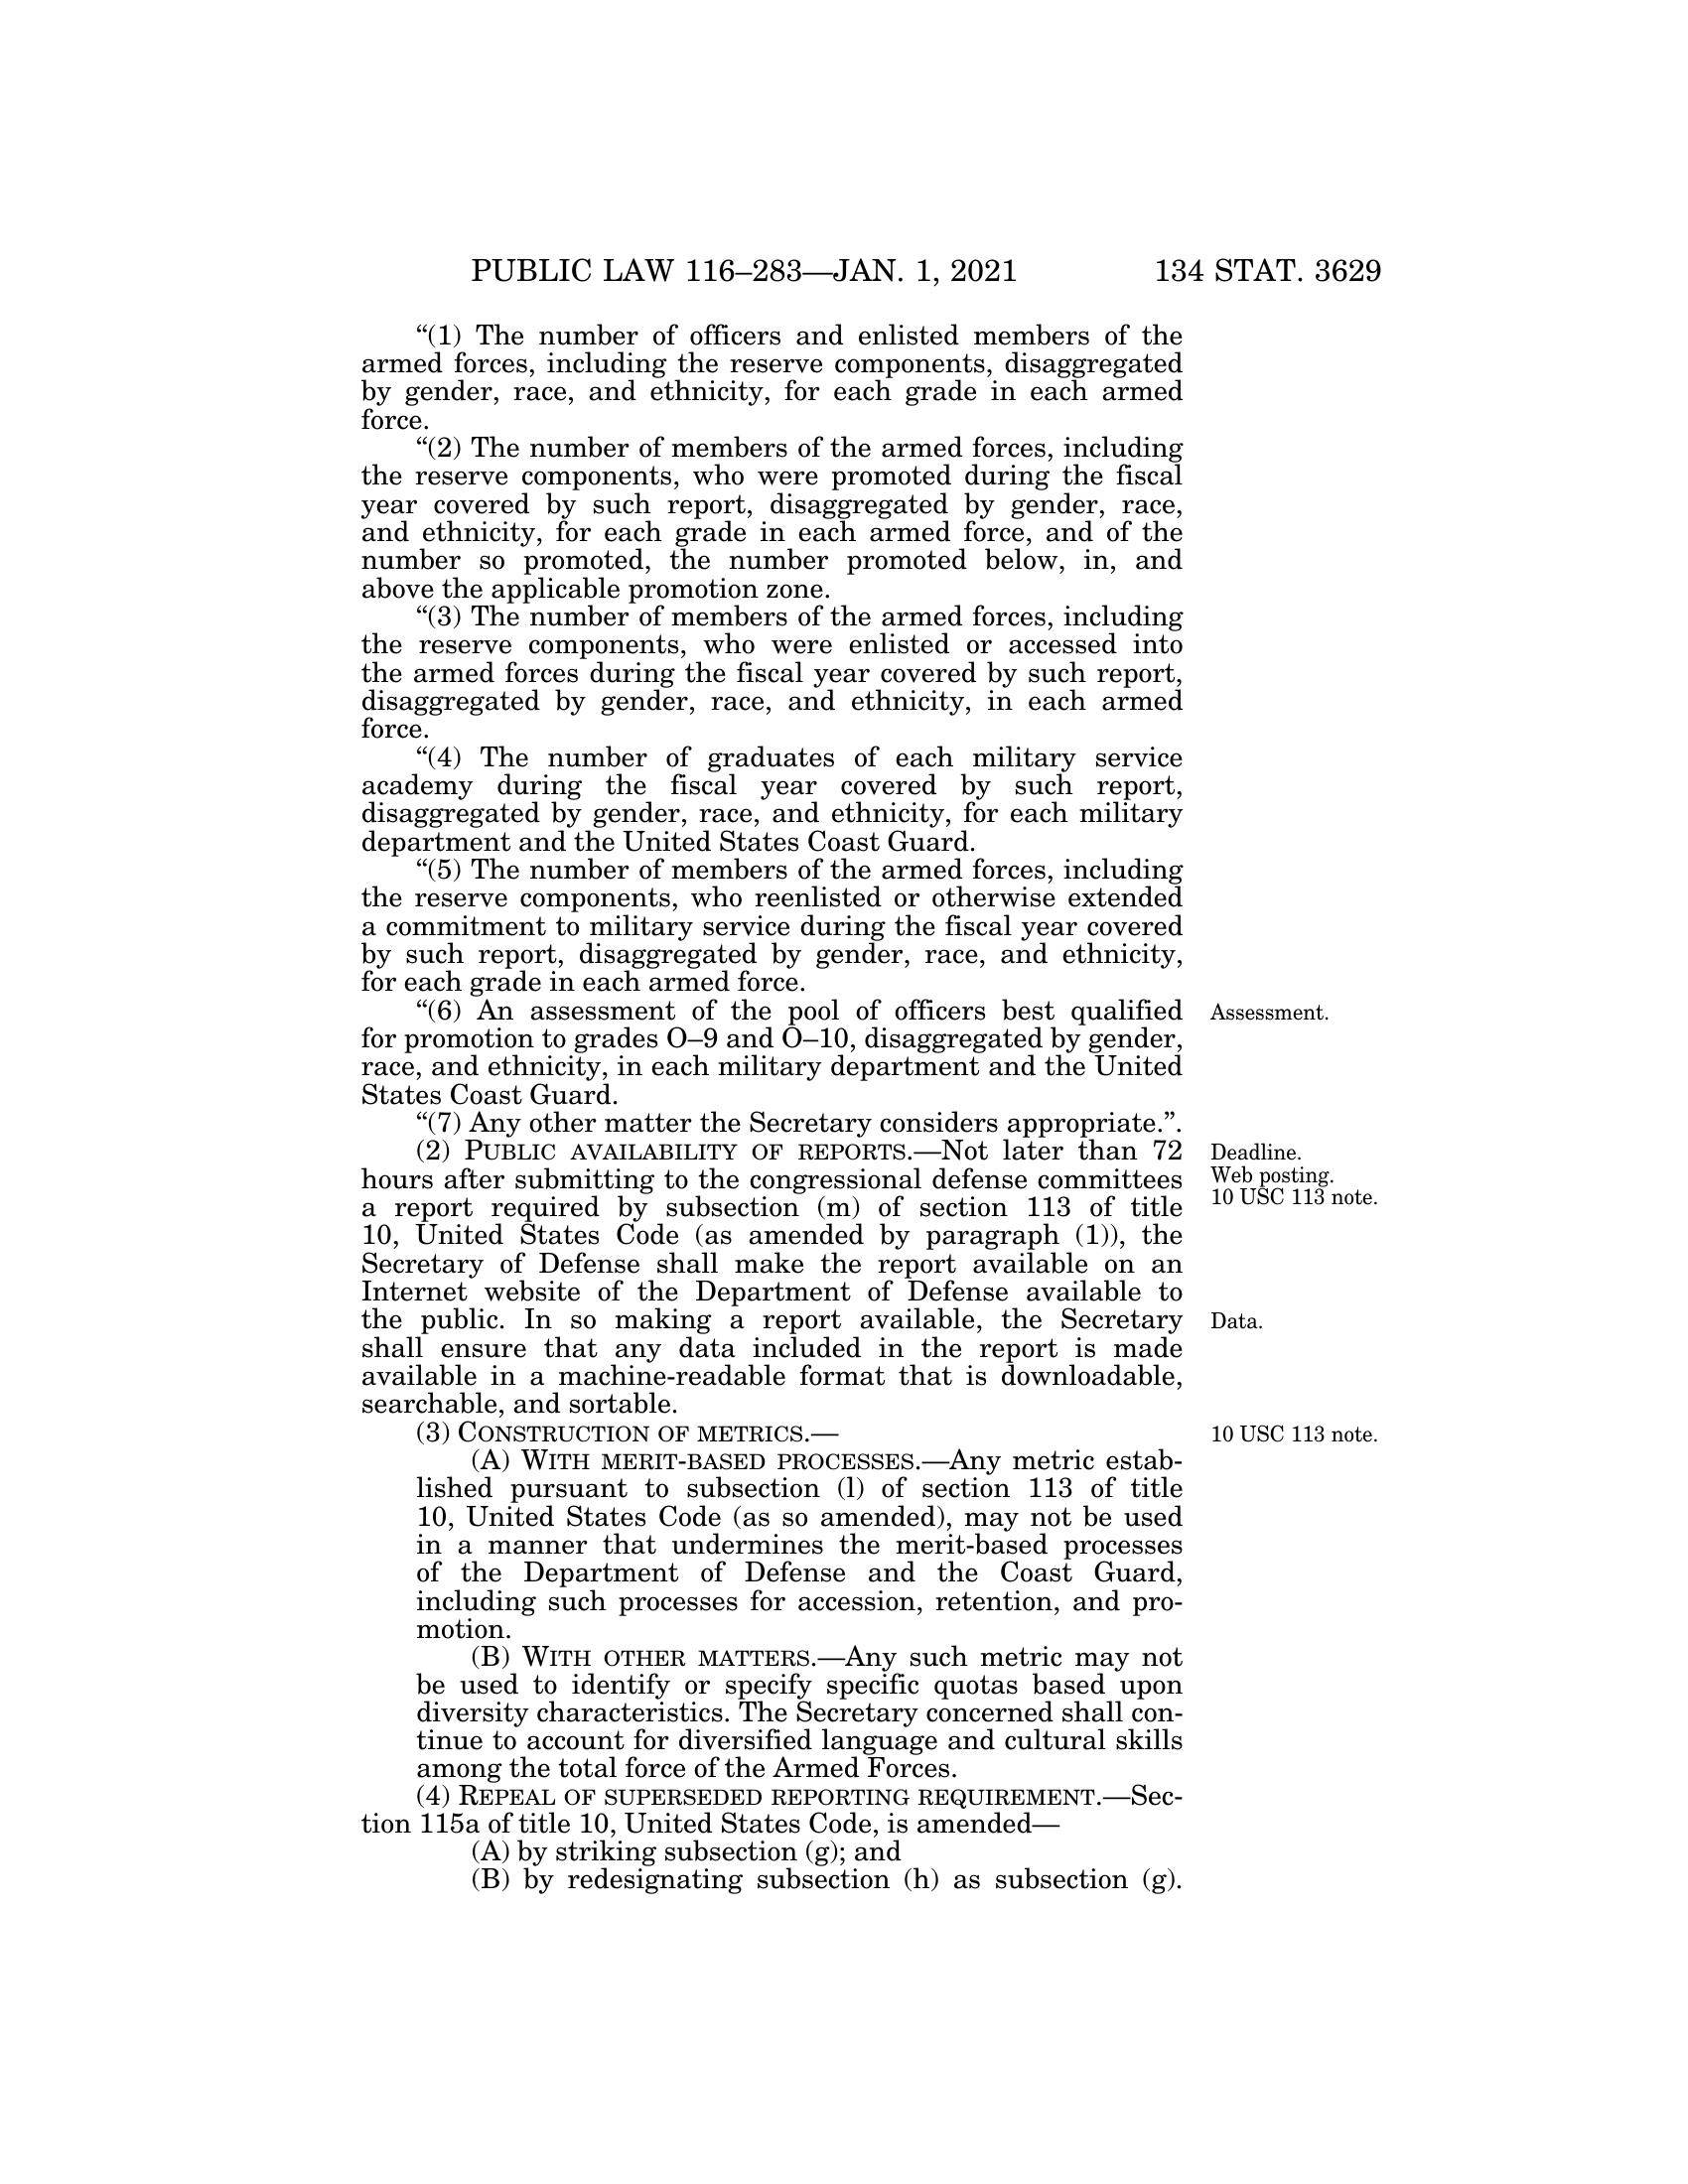 PUBLIC LAW 116–283—JAN. 1, 2021 134 STAT. 3629
“(1) The number of officers and enlisted members of the
armed forces, including the reserve components, disaggregated
by gender, race, and ethnicity, for each grade in each armed
force.
“(2) The number of members of the armed forces, including
the reserve components, who were promoted during the fiscal
year covered by such report, disaggregated by gender, race,
and ethnicity, for each grade in each armed force, and of the
number so promoted, the number promoted below, in, and
above the applicable promotion zone.
“(3) The number of members of the armed forces, including
the reserve components, who were enlisted or accessed into
the armed forces during the fiscal year covered by such report,
disaggregated by gender, race, and ethnicity, in each armed
force.
“(4) The number of graduates of each military service
academy during the fiscal year covered by such report,
disaggregated by gender, race, and ethnicity, for each military
department and the United States Coast Guard.
“(5) The number of members of the armed forces, including
the reserve components, who reenlisted or otherwise extended
a commitment to military service during the fiscal year covered
by such report, disaggregated by gender, race, and ethnicity,
for each grade in each armed force.
“(6) An assessment of the pool of officers best qualified
for promotion to grades O–9 and O–10, disaggregated by gender,
race, and ethnicity, in each military department and the United
States Coast Guard.
“(7) Any other matter the Secretary considers appropriate.”.
(2) PUBLIC AVAILABILITY OF REPORTS.—Not later than 72
hours after submitting to the congressional defense committees
a report required by subsection (m) of section 113 of title
10, United States Code (as amended by paragraph (1)), the
Secretary of Defense shall make the report available on an
Internet website of the Department of Defense available to
the public. In so making a report available, the Secretary
shall ensure that any data included in the report is made
available in a machine-readable format that is downloadable,
searchable, and sortable.
(3) CONSTRUCTION OF METRICS.—
(A) WITH MERIT-BASED PROCESSES.—Any metric estab-
lished pursuant to subsection (l) of section 113 of title
10, United States Code (as so amended), may not be used
in a manner that undermines the merit-based processes
of the Department of Defense and the Coast Guard,
including such processes for accession, retention, and pro-
motion.
(B) WITH OTHER MATTERS.—Any such metric may not
be used to identify or specify specific quotas based upon
diversity characteristics. The Secretary concerned shall con-
tinue to account for diversified language and cultural skills
among the total force of the Armed Forces.
(4) REPEAL OF SUPERSEDED REPORTING REQUIREMENT.—Sec-
tion 115a of title 10, United States Code, is amended—
(A) by striking subsection (g); and
(B) by redesignating subsection (h) as subsection (g).
Assessment.
Deadline.
Web posting.
10 USC 113 note.
Data.
10 USC 113 note.